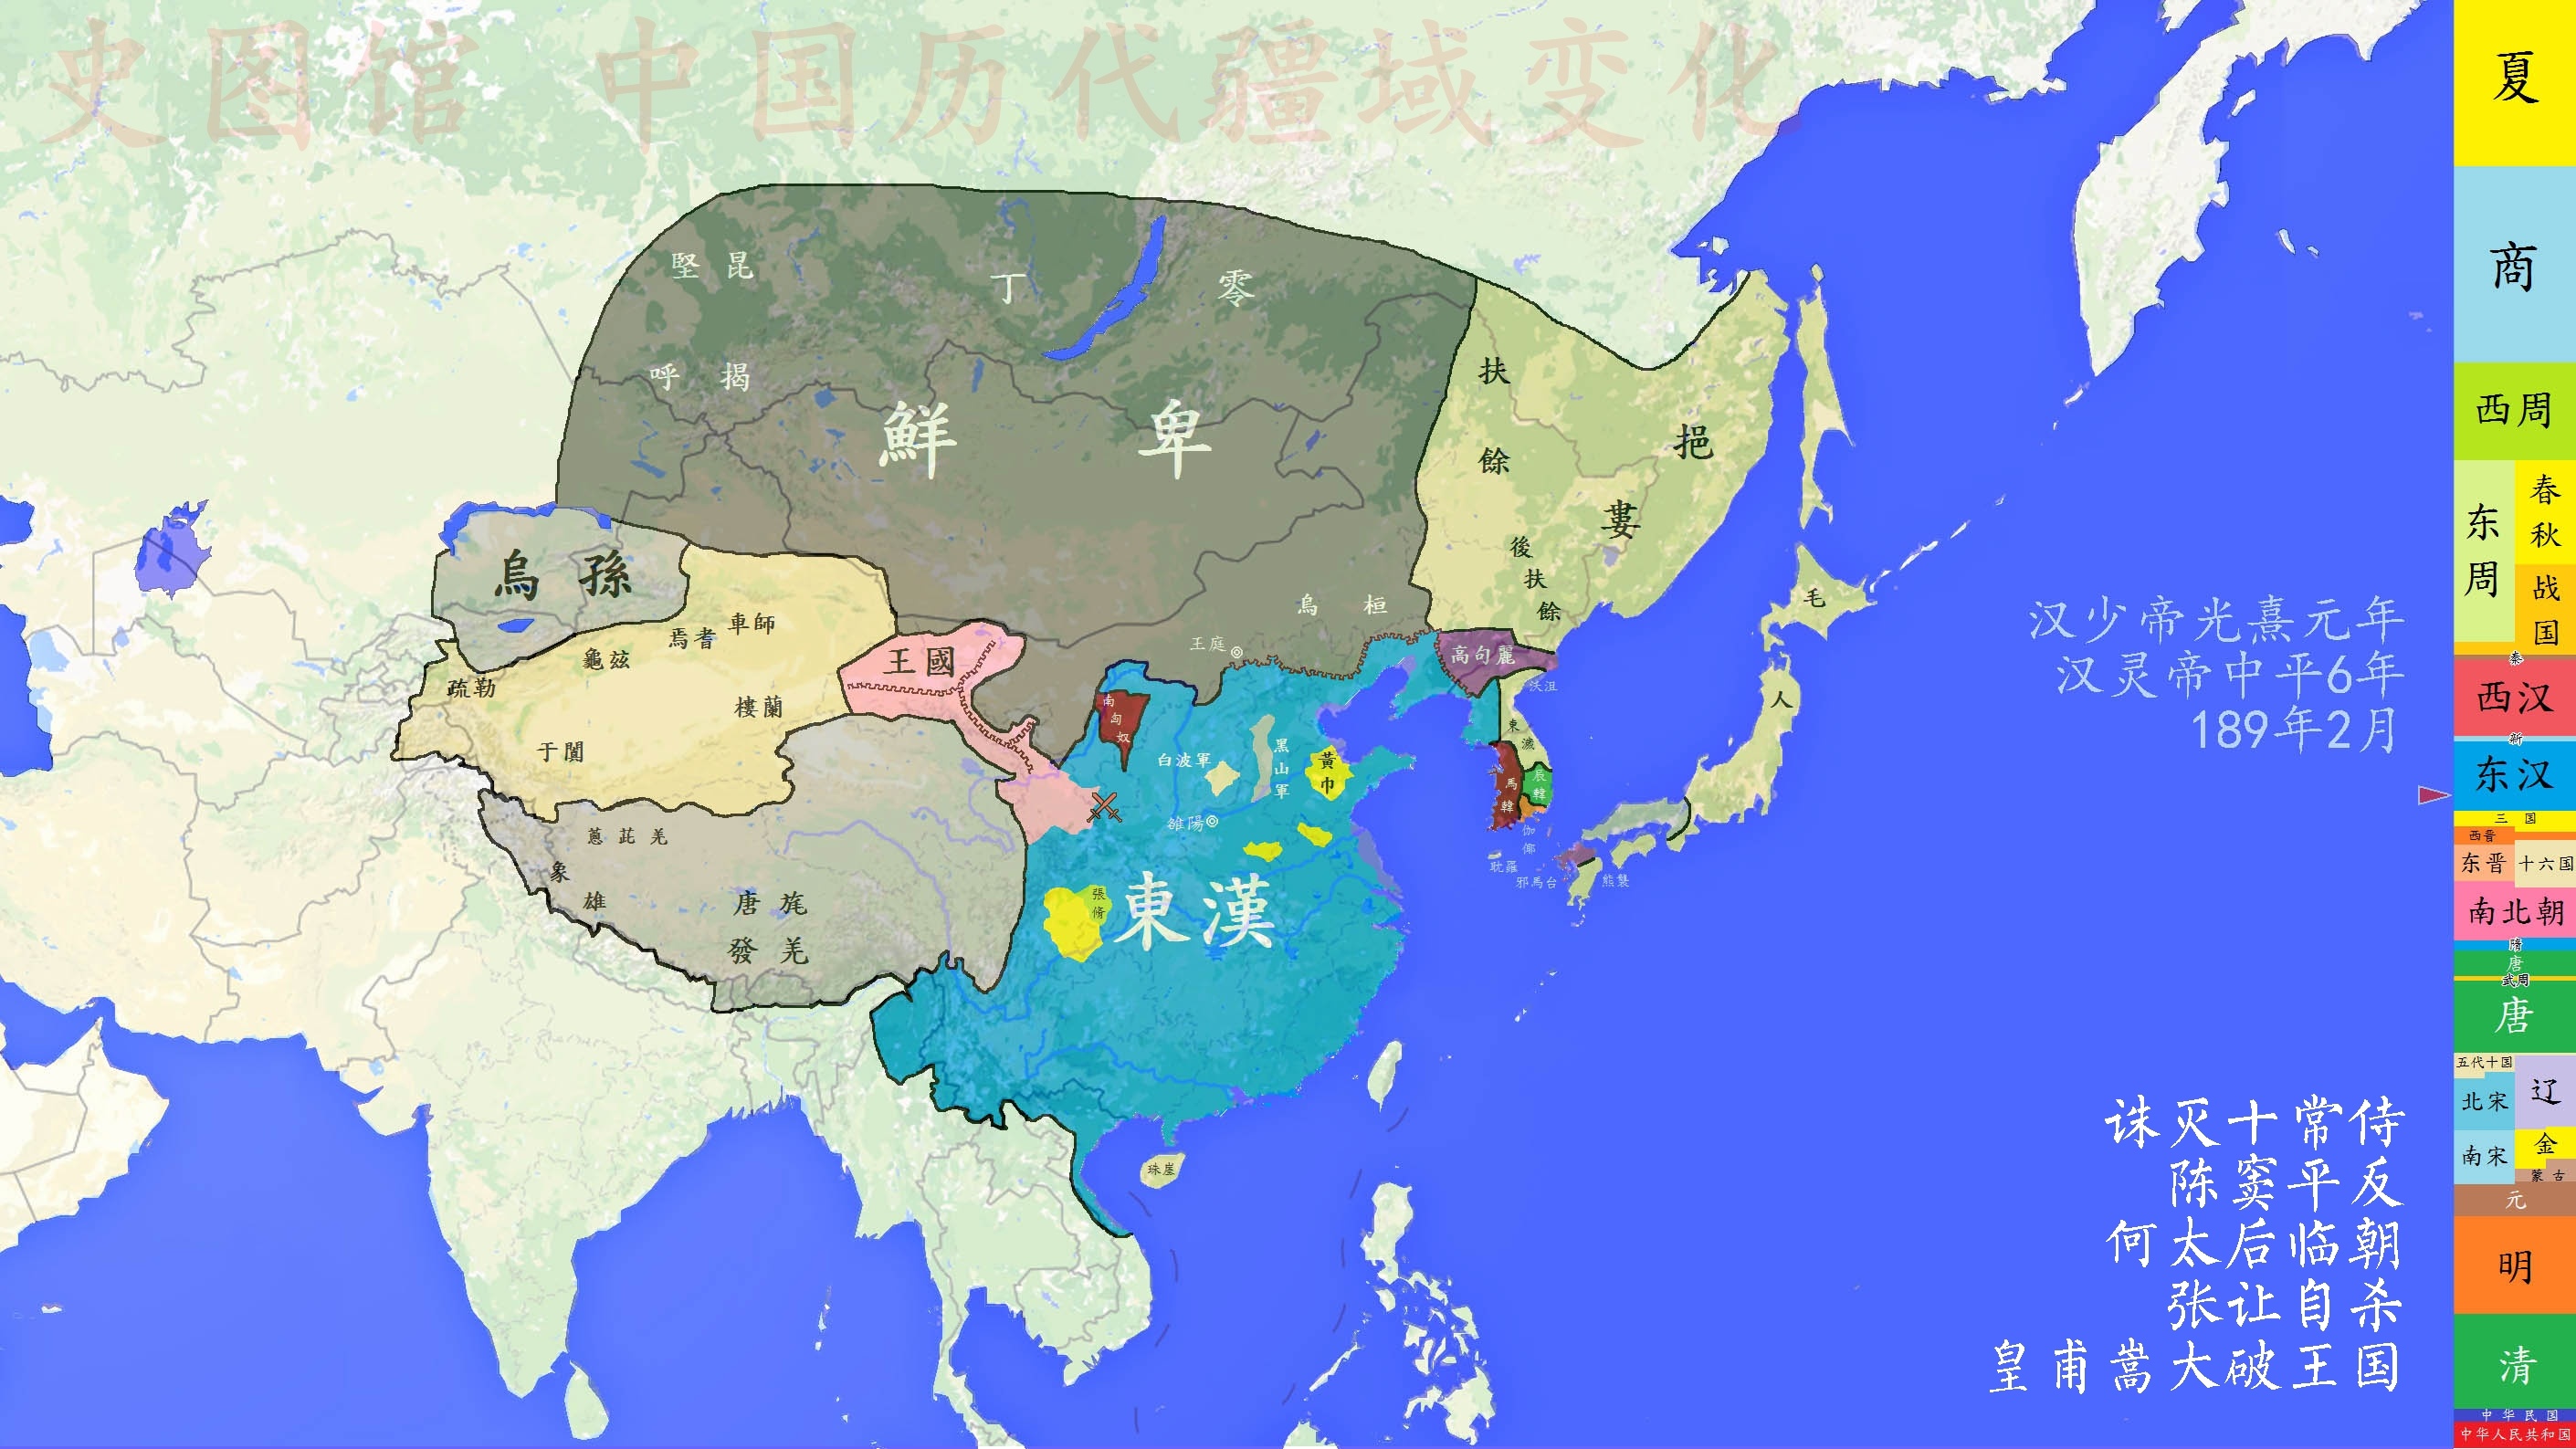 史图馆 中国历代疆域变化
堅昆
丁零
呼揭
鮮卑
扶餘
挹婁
後扶餘
烏孫
車師
焉耆
龜兹
疏勒
樓蘭
于闐
王國
王庭
烏桓
高句麗
沃沮
東濊
馬韓
辰韓
伽倻
耽羅
邪馬台
熊襲
毛
人
南匈奴
白波軍
黑山軍
黃巾
雒陽
張脩
東漢
蔥茈羌
象雄
唐旄
發羌
珠崖
汉少帝光熹元年
汉灵帝中平6年
189年2月
诛灭十常侍
陈窦平反
何太后临朝
张让自杀
皇甫嵩大破王国
夏
商
西周
东周
春秋
战国
秦
西汉
新
东汉
三国
西晋
东晋
十六国
南北朝
隋
唐
武周
唐
五代十国
辽
北宋
南宋
金
蒙古
元
明
清
中华民国
中华人民共和国